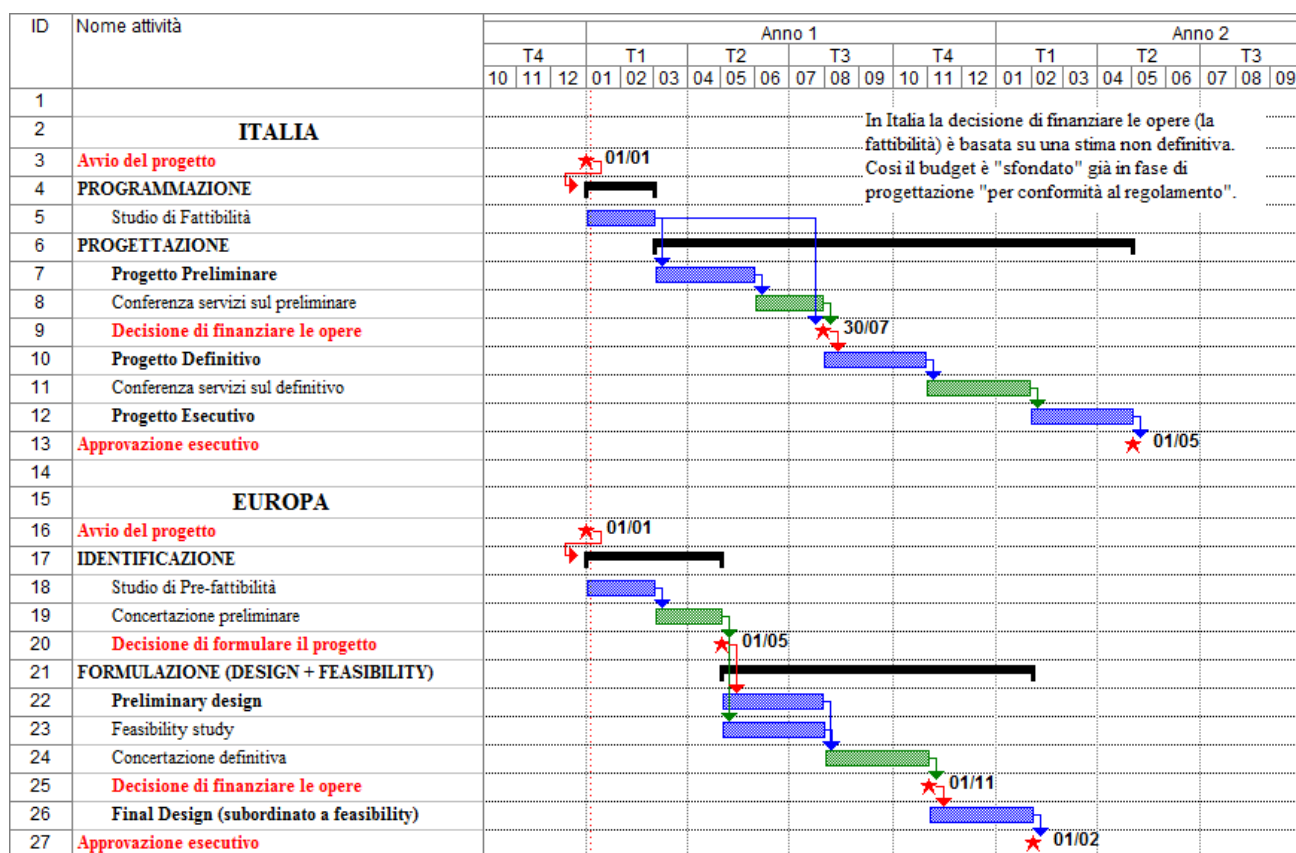 ID Nome attività
Anno 1 Anno 2
T4 T1 T2 T3 T4 T1 T2 T3
10 11 12 01 02 03 04 05 06 07 08 09 10 11 12 01 02 03 04 05 06 07 08 09
1
2 ITALIA
3 Avvio del progetto 01/01
4 PROGRAMMAZIONE
5 Studio di Fattibilità
6 PROGETTAZIONE
7 Progetto Preliminare
8 Conferenza servizi sul preliminare
9 Decisione di finanziare le opere 30/07
10 Progetto Definitivo
11 Conferenza servizi sul definitivo
12 Progetto Esecutivo
13 Approvazione esecutivo 01/05
14
15 EUROPA
16 Avvio del progetto 01/01
17 IDENTIFICAZIONE
18 Studio di Pre-fattibilità
19 Concertazione preliminare
20 Decisione di formulare il progetto 01/05
21 FORMULAZIONE (DESIGN + FEASIBILITY)
22 Preliminary design
23 Feasibility study
24 Concertazione definitiva
25 Decisione di finanziare le opere 01/11
26 Final Design (subordinato a feasibility)
27 Approvazione esecutivo 01/02
In Italia la decisione di finanziare le opere (la
fattibilità) è basata su una stima non definitiva.
Così il budget è "sfondato" già in fase di
progettazione "per conformità al regolamento".